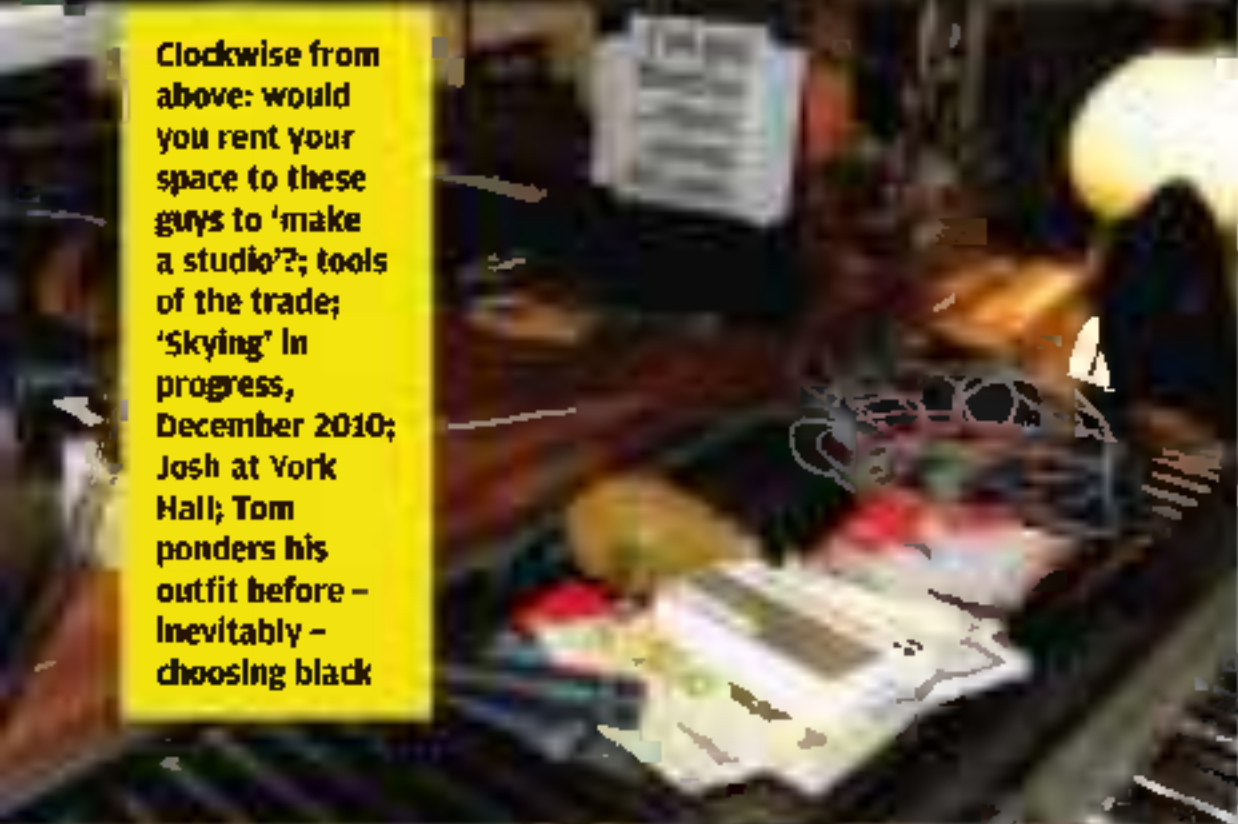 Clockwise from
above: would
you rent your
space to these
guys to ‘make
a studio’?; tools
of the trade;
‘Skying’ in
progress,
December 2010;
Josh at York
Hall; Tom
ponders his
outfit before –
inevitably –
choosing black